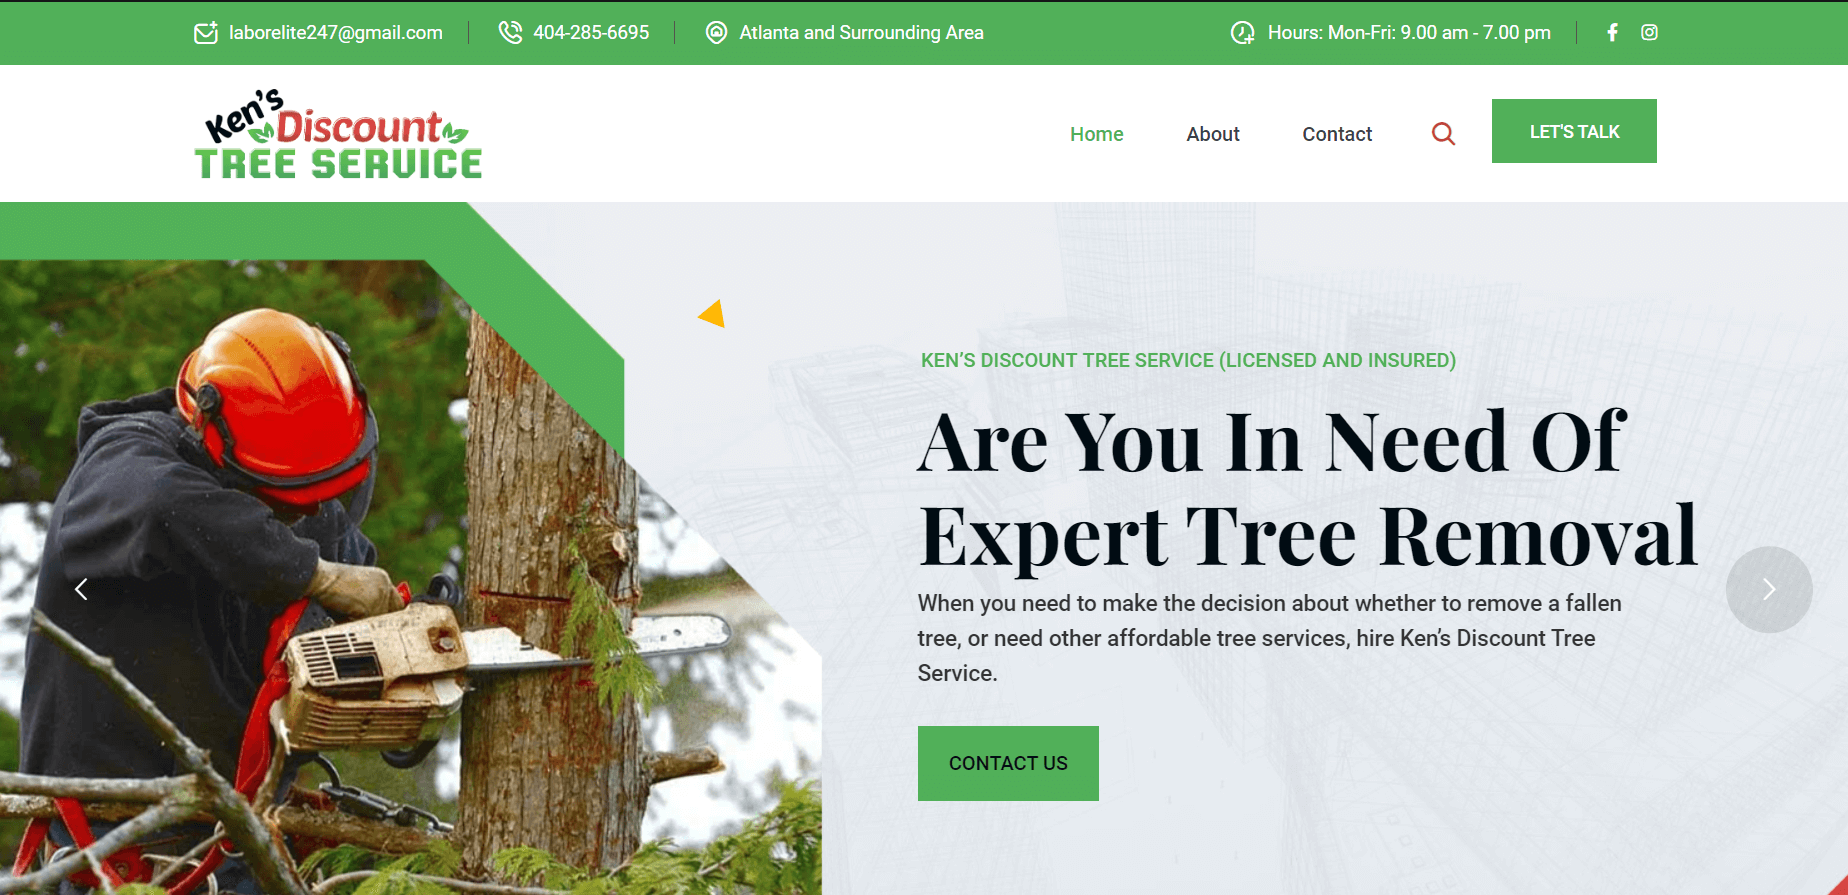 laborelite247@gmail.com
404-285-6695
Atlanta and Surrounding Area
Hours: Mon-Fri: 9.00 am - 7.00 pm
Ken's
Discount
TREE SERVICE
Home
About
Contact
LET'S TALK
KEN’S DISCOUNT TREE SERVICE (LICENSED AND INSURED)
Are You In Need Of
Expert Tree Removal
When you need to make the decision about whether to remove a fallen
tree, or need other affordable tree services, hire Ken’s Discount Tree
Service.
CONTACT US